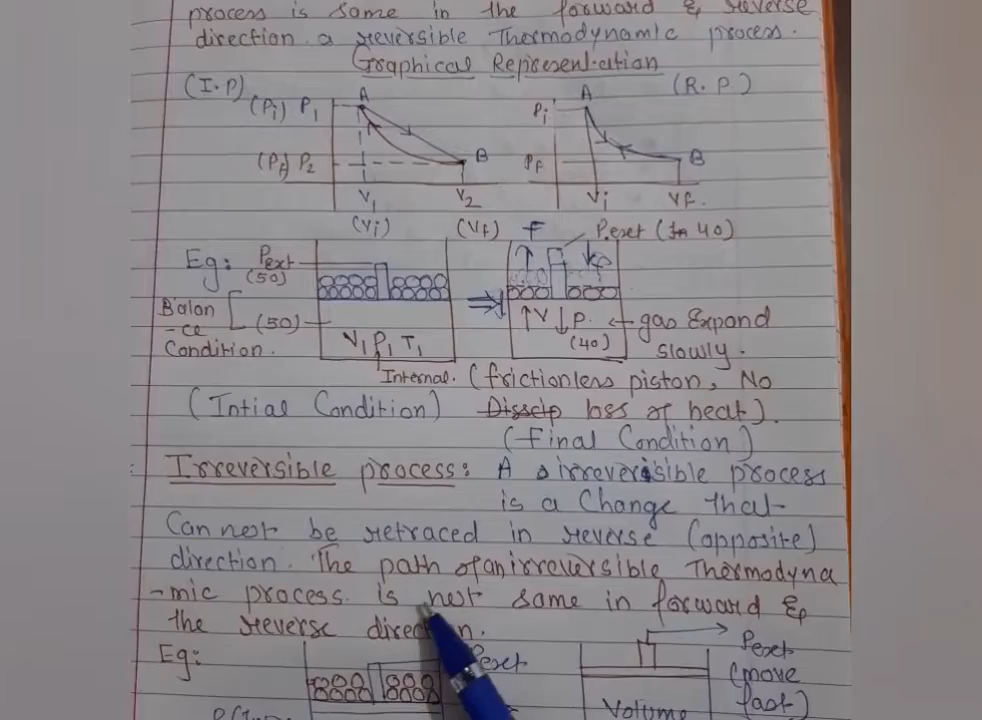 process is same in the forward & reverse
direction a reversible Thermodynamic process.
Graphical Representation
(I.P) (Pi) P1 A
(Pf) P2 B
V1 V2
(Vi) (Vf)
(R.P)
Pi A
Pf B
Vi Vf.
Eg: Pext (50)
Balan
-ce
Condition. (50)
V1 P1 T1
Internal.
(Intial Condition)
F Pext (40)
↑V ↓P. (40) ← gas Expand
slowly.
(frictionless piston, No
loss of heat).
(Final Condition)
Irreversible process: A irreversible process
is a Change that
Can not be retraced in reverse (opposite)
direction. The path of an irreversible Thermodyna
-mic process is not same in forward &
the reverse direction.
Eg: Pext
Pext
(move
fast)
Volume